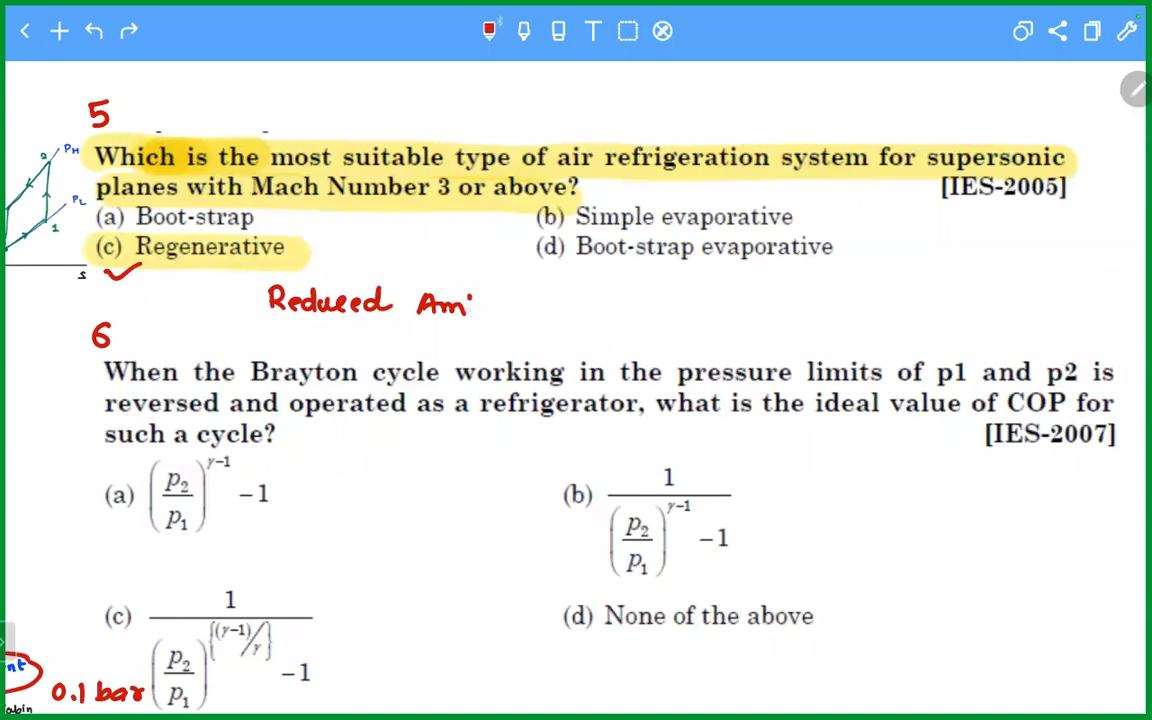 5
2
PH
Which is the most suitable type of air refrigeration system for supersonic
PL
planes with Mach Number 3 or above? [IES-2005]
(a) Boot-strap (b) Simple evaporative
1
(c) Regenerative (d) Boot-strap evaporative
S
Reduced Am
6
When the Brayton cycle working in the pressure limits of p1 and p2 is
reversed and operated as a refrigerator, what is the ideal value of COP for
such a cycle? [IES-2007]
(a) (p₂/p₁)^(γ−1) − 1
(b) 1/((p₂/p₁)^(γ−1) − 1)
(c) 1/((p₂/p₁)^{(γ−1)/γ} − 1)
(d) None of the above
0.1 bar